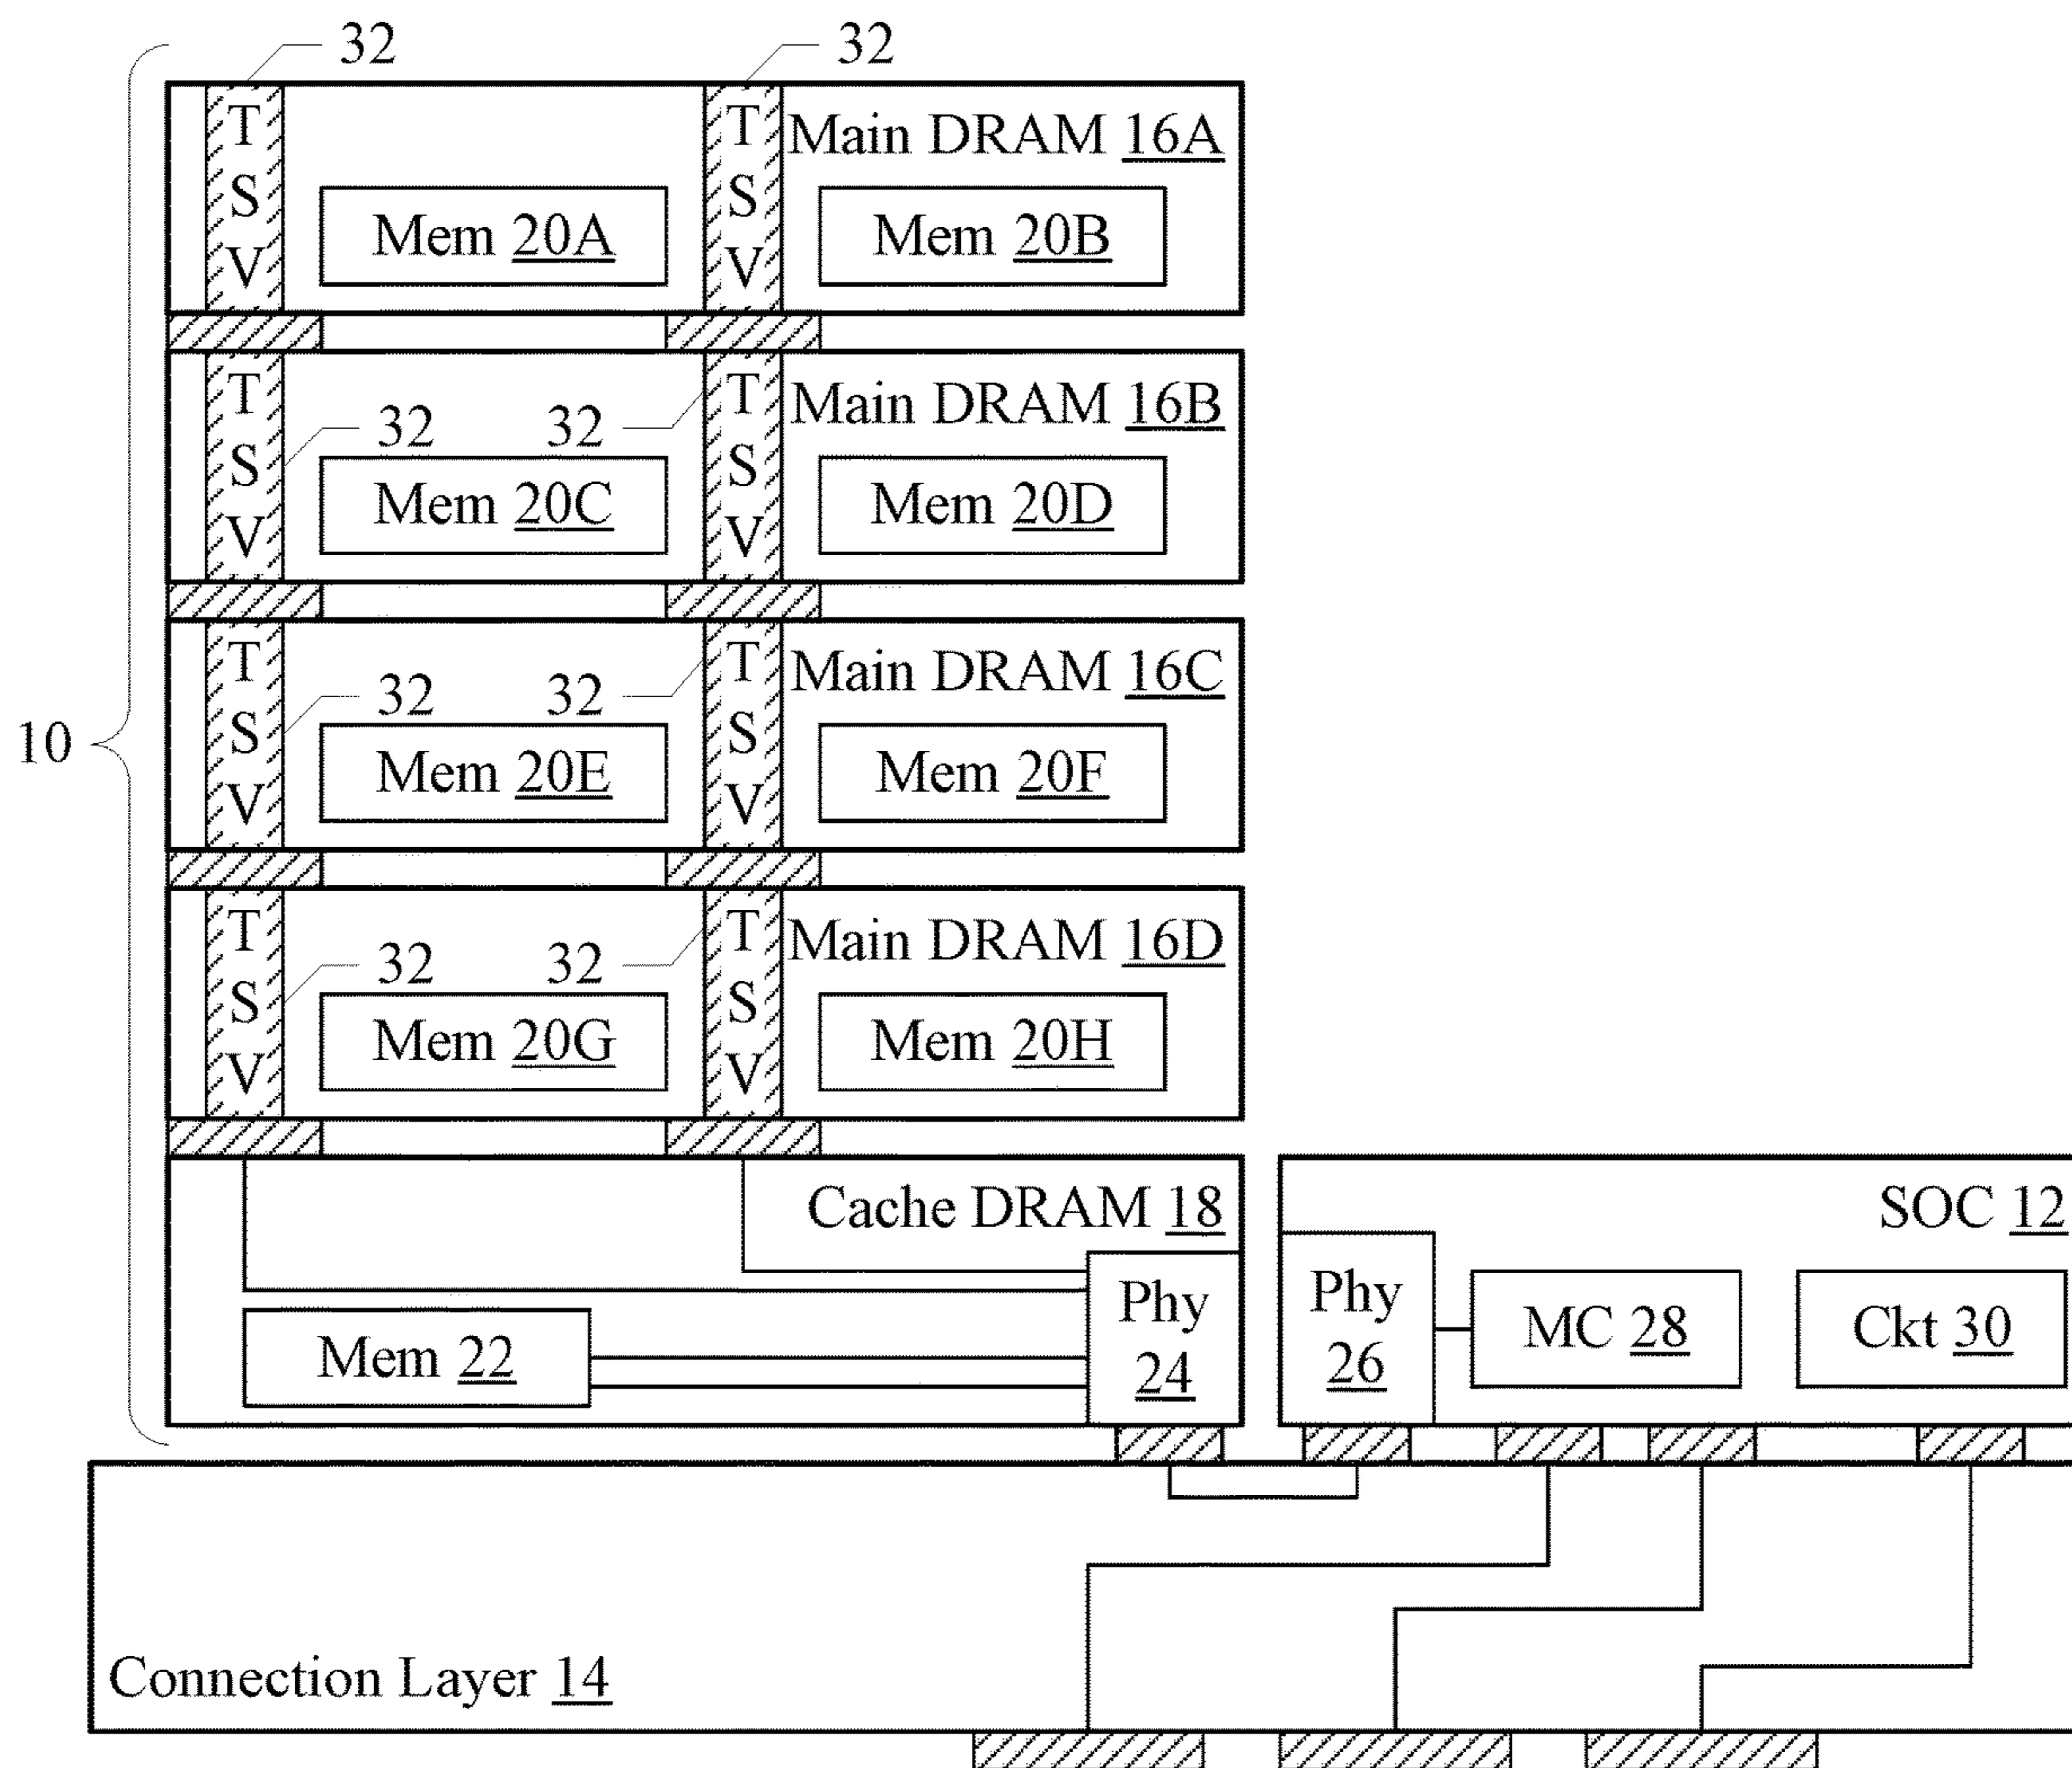 32 32
T S V T S V Main DRAM 16A
Mem 20A Mem 20B
T S V T S V Main DRAM 16B
32 32
Mem 20C Mem 20D
T S V T S V Main DRAM 16C
32 32
10 Mem 20E Mem 20F
T S V T S V Main DRAM 16D
32 32
Mem 20G Mem 20H
Cache DRAM 18 SOC 12
Mem 22 Phy 24 Phy 26 MC 28 Ckt 30
Connection Layer 14